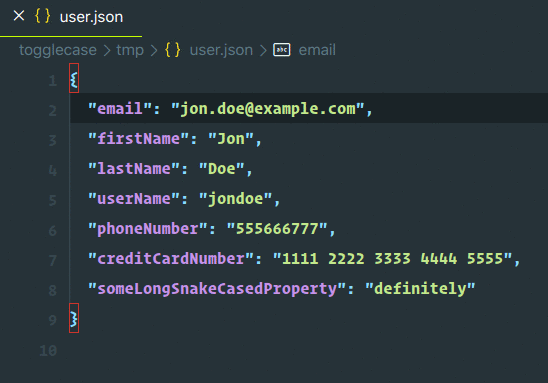 user.json
togglecase > tmp > {} user.json > abc email
1 {
2 "email": "jon.doe@example.com",
3 "firstName": "Jon",
4 "lastName": "Doe",
5 "userName": "jondoe",
6 "phoneNumber": "555666777",
7 "creditCardNumber": "1111 2222 3333 4444 5555",
8 "someLongSnakeCasedProperty": "definitely"
9 }
10